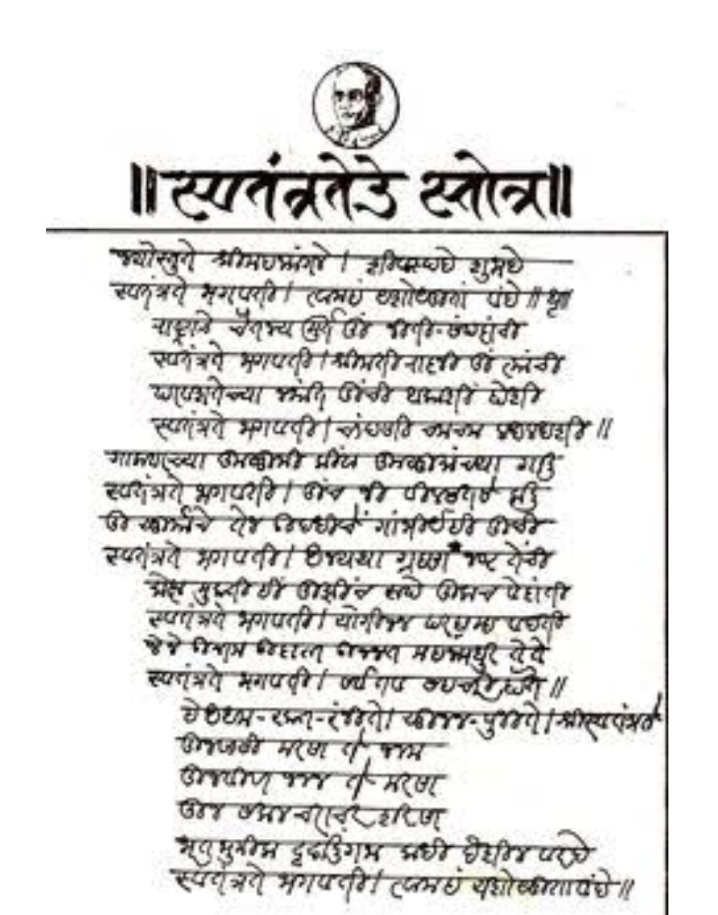 ॥स्वतंत्रतेचे स्तोत्र॥
जयोस्तुते श्रीमहन्मंगले । शिवास्पदे शुभदे
स्वतंत्रते भगवती । त्वामहं यशोयुतां वंदे ॥ धृ॥
राष्ट्राचे चैतन्य मूर्त तूं नीती-संपदांची
स्वतंत्रते भगवती । श्रीमती राज्ञी तूं त्यांची
परवशतेच्या नभांत तूंची आकाशी होशी
स्वतंत्रते भगवती । चांदणी चमचम लखलखशी ॥
गालावरच्या कुसुमी किंवा कुसुमांच्या गाली
स्वतंत्रते भगवती । तूंच जी विलसतसे लाली
तूं सूर्याचे तेज उदधीचे गांभीर्यही तूंची
स्वतंत्रते भगवती । अन्यथा ग्रहण नष्ट तेंची
मोक्ष मुक्ती ही तुझींच रूपे तुलाच वेदांती
स्वतंत्रते भगवती । योगीजन परब्रह्म वदती
जे जे उत्तम उदात्त उन्नत महन्मधुर ते ते
स्वतंत्रते भगवती । सर्व तव सहचारी होते ॥
हे अधम-रक्त-रंजिते । सुजन-पूजिते । श्रीस्वतंत्रते
तुजसाठी मरण ते जनन
तुजवीण जनन ते मरण
तुज सकल चराचर शरण
कधी देशील वरदे
स्वतंत्रते भगवती । त्वामहं यशोयुतां वंदे ॥